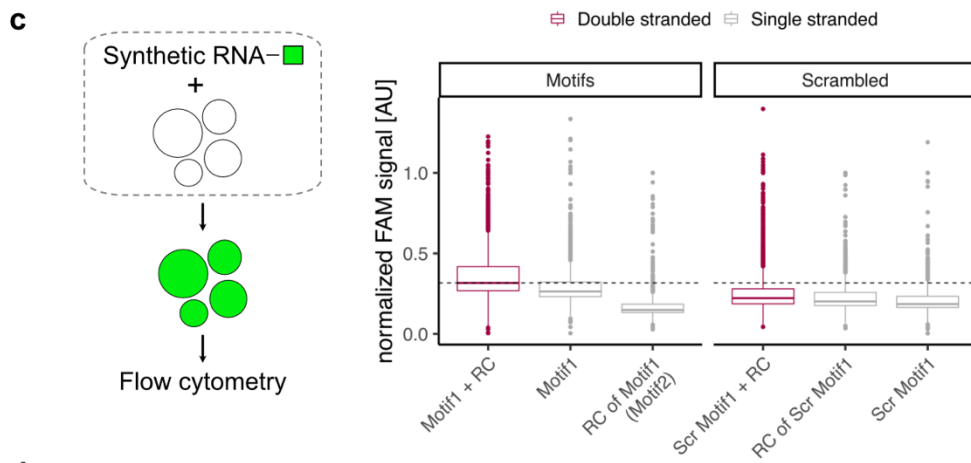 c
Synthetic RNA–
+
Flow cytometry
Double stranded
Single stranded
Motifs
Scrambled
normalized FAM signal [AU]
1.0
0.5
0.0
Motif1 + RC
Motif1
RC of Motif1
(Motif2)
Scr Motif1 + RC
RC of Scr Motif1
Scr Motif1